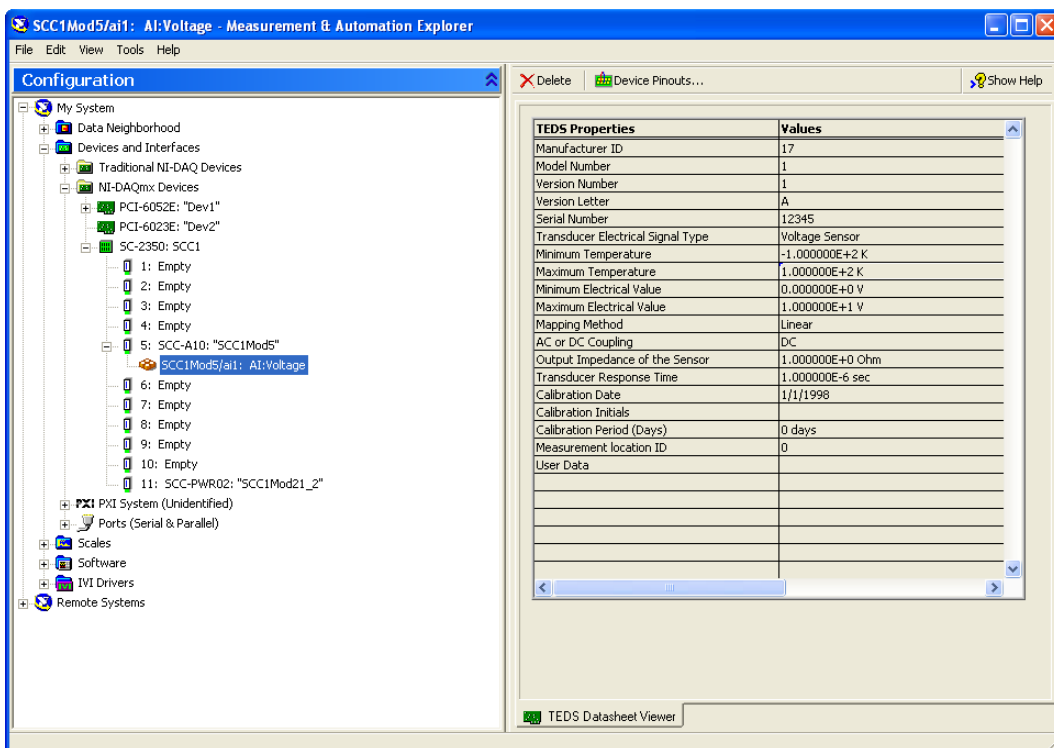 SCC1Mod5/ai1: AI:Voltage - Measurement & Automation Explorer
File Edit View Tools Help
Configuration
My System
Data Neighborhood
Devices and Interfaces
Traditional NI-DAQ Devices
NI-DAQmx Devices
PCI-6052E: "Dev1"
PCI-6023E: "Dev2"
SC-2350: SCC1
1: Empty
2: Empty
3: Empty
4: Empty
5: SCC-A10: "SCC1Mod5"
SCC1Mod5/ai1: AI:Voltage
6: Empty
7: Empty
8: Empty
9: Empty
10: Empty
11: SCC-PWR02: "SCC1Mod21_2"
PXI PXI System (Unidentified)
Ports (Serial & Parallel)
Scales
Software
IVI Drivers
Remote Systems
Delete Device Pinouts... Show Help
TEDS Properties Values
Manufacturer ID 17
Model Number 1
Version Number 1
Version Letter A
Serial Number 12345
Transducer Electrical Signal Type Voltage Sensor
Minimum Temperature -1.000000E+2 K
Maximum Temperature 1.000000E+2 K
Minimum Electrical Value 0.000000E+0 V
Maximum Electrical Value 1.000000E+1 V
Mapping Method Linear
AC or DC Coupling DC
Output Impedance of the Sensor 1.000000E+0 Ohm
Transducer Response Time 1.000000E-6 sec
Calibration Date 1/1/1998
Calibration Initials
Calibration Period (Days) 0 days
Measurement location ID 0
User Data
TEDS Datasheet Viewer